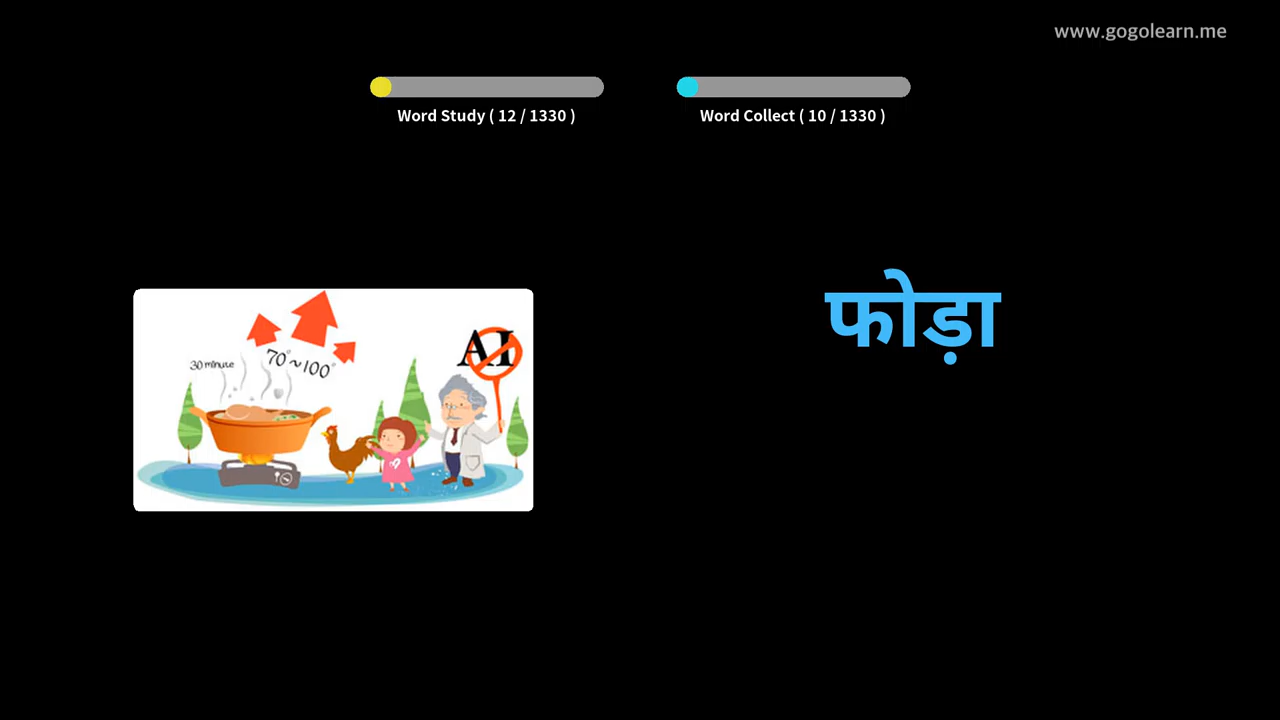 www.gogolearn.me
Word Study ( 12 / 1330 )
Word Collect ( 10 / 1330 )
फोड़ा
30 minute
70°~100°
AI